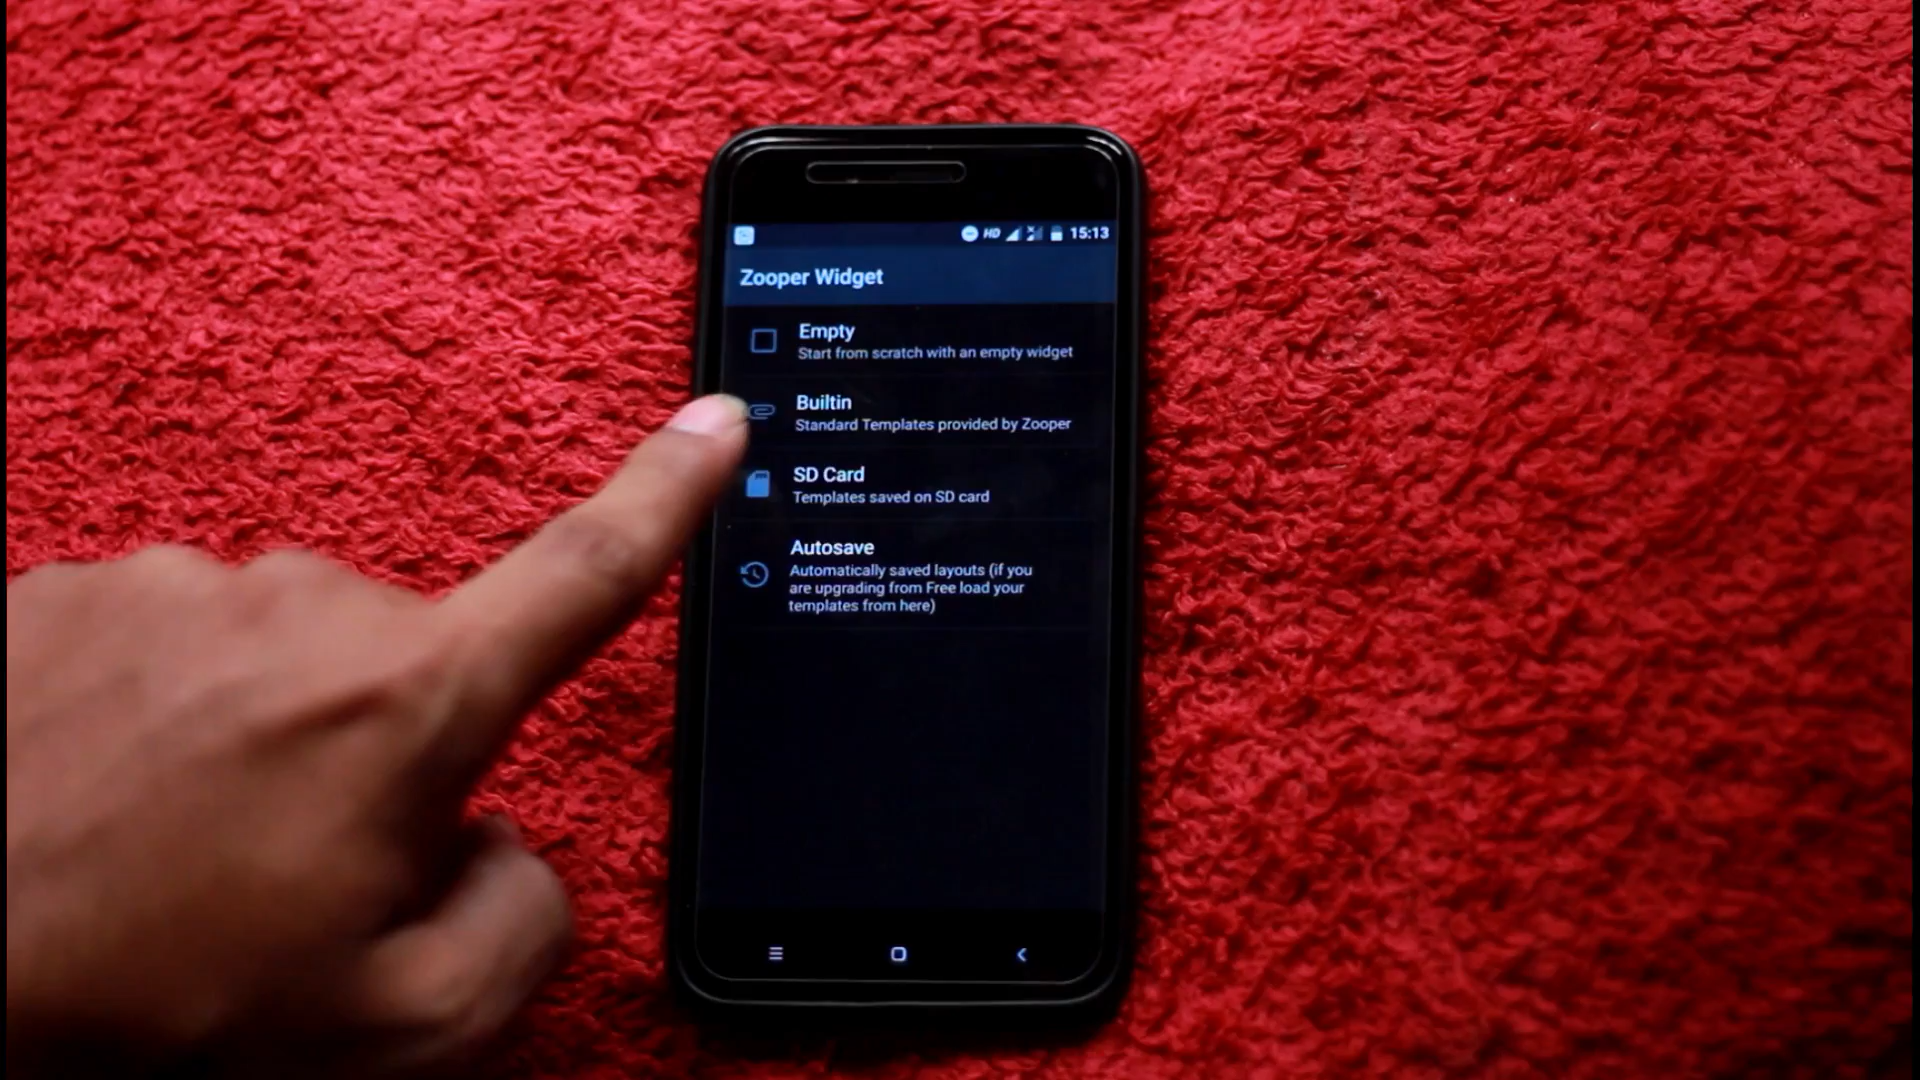 HD 15:13
Zooper Widget
Empty
Start from scratch with an empty widget
Builtin
Standard Templates provided by Zooper
SD Card
Templates saved on SD card
Autosave
Automatically saved layouts (if you
are upgrading from Free load your
templates from here)